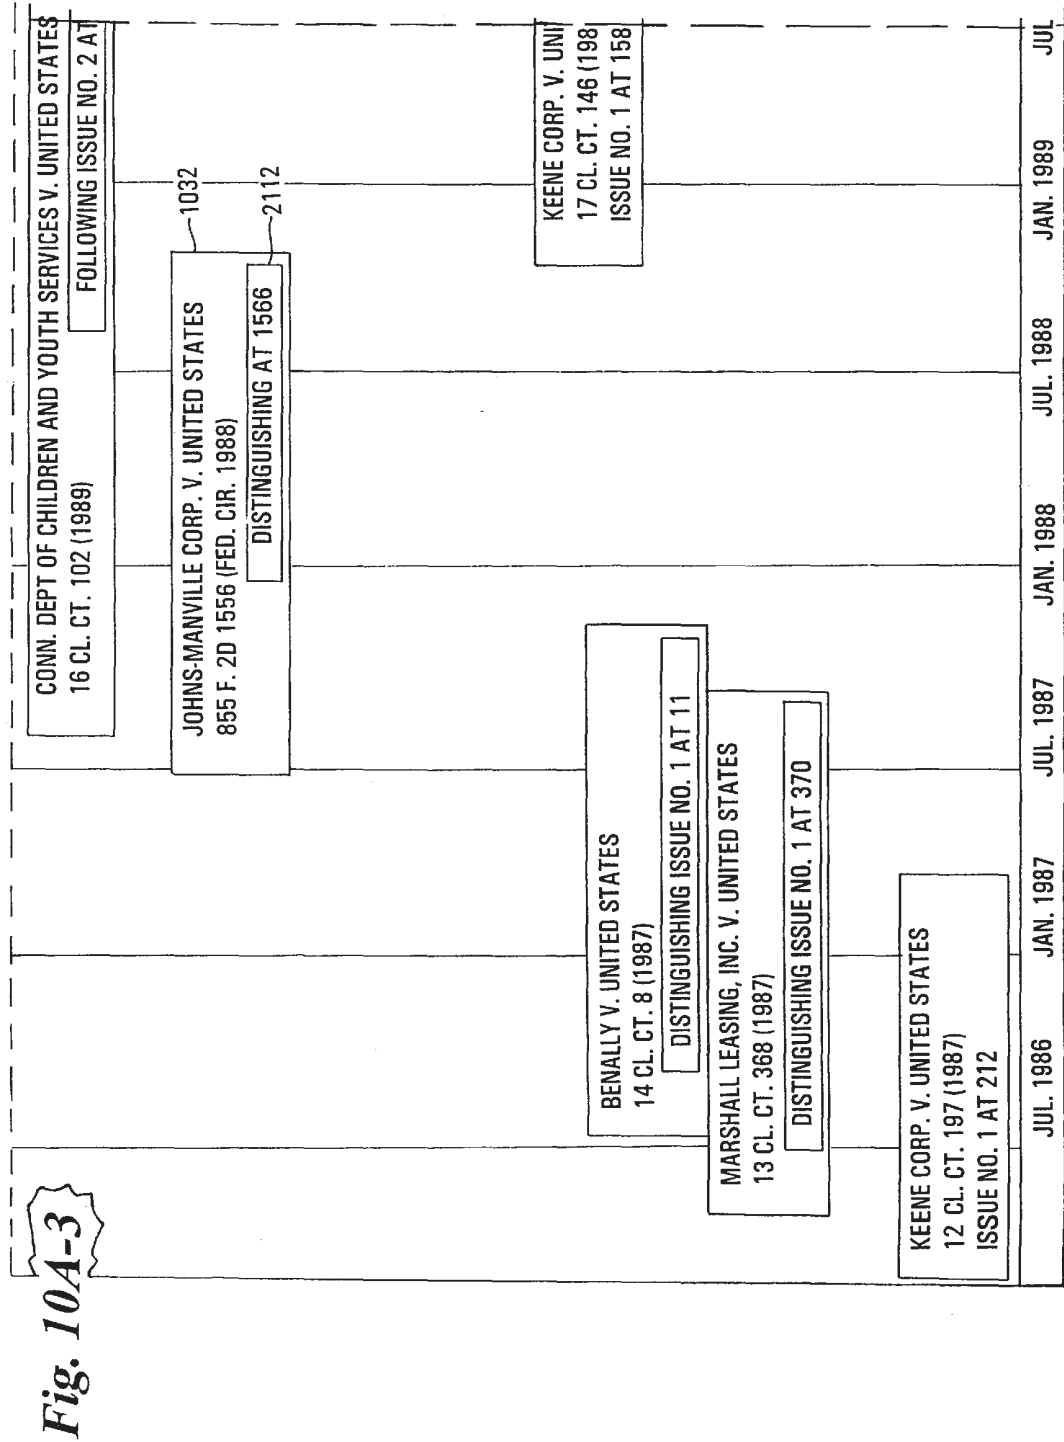 Fig. 10A-3
CONN. DEPT OF CHILDREN AND YOUTH SERVICES V. UNITED STATES
16 CL. CT. 102 (1989)
FOLLOWING ISSUE NO. 2 AT
JOHNS-MANVILLE CORP. V. UNITED STATES
855 F. 2D 1556 (FED. CIR. 1988)
DISTINGUISHING AT 1566
1032
2112
KEENE CORP. V. UNI
17 CL. CT. 146 (198
ISSUE NO. 1 AT 158
BENALLY V. UNITED STATES
14 CL. CT. 8 (1987)
DISTINGUISHING ISSUE NO. 1 AT 11
MARSHALL LEASING, INC. V. UNITED STATES
13 CL. CT. 368 (1987)
DISTINGUISHING ISSUE NO. 1 AT 370
KEENE CORP. V. UNITED STATES
12 CL. CT. 197 (1987)
ISSUE NO. 1 AT 212
JUL. 1986 JAN. 1987 JUL. 1987 JAN. 1988 JUL. 1988 JAN. 1989 JUL